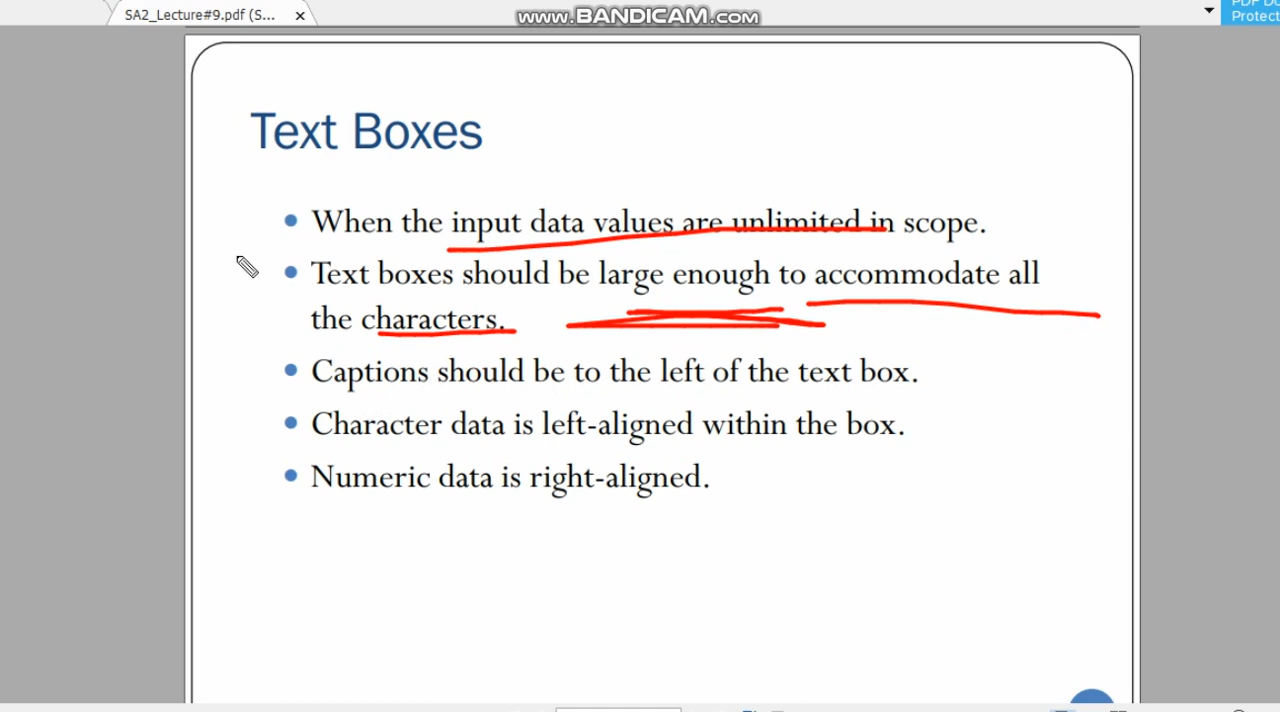 SA2_Lecture#9.pdf (S...
www.BANDICAM.com
Protect
Text Boxes
When the input data values are unlimited in scope.
Text boxes should be large enough to accommodate all
the characters.
Captions should be to the left of the text box.
Character data is left-aligned within the box.
Numeric data is right-aligned.